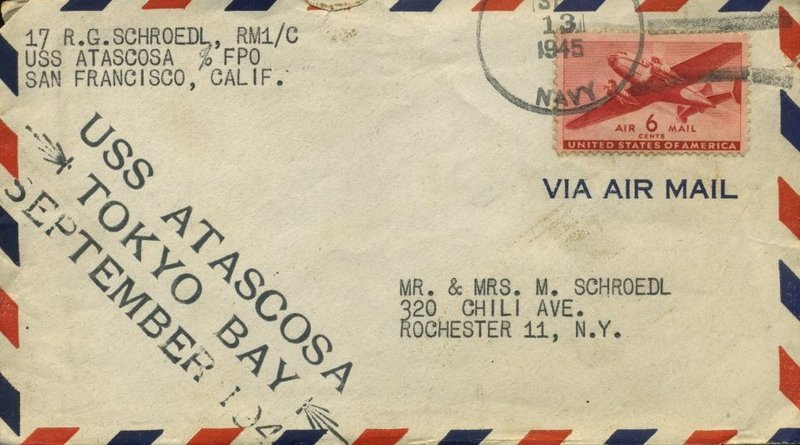 17 R.G.SCHROEDL, RM1/C
USS ATASCOSA % FPO
SAN FRANCISCO, CALIF.
13
1945
NAVY
AIR 6 MAIL
CENTS
UNITED STATES OF AMERICA
VIA AIR MAIL
USS ATASCOSA
TOKYO BAY
SEPTEMBER 194
MR. & MRS. M. SCHROEDL
320 CHILI AVE.
ROCHESTER 11, N.Y.